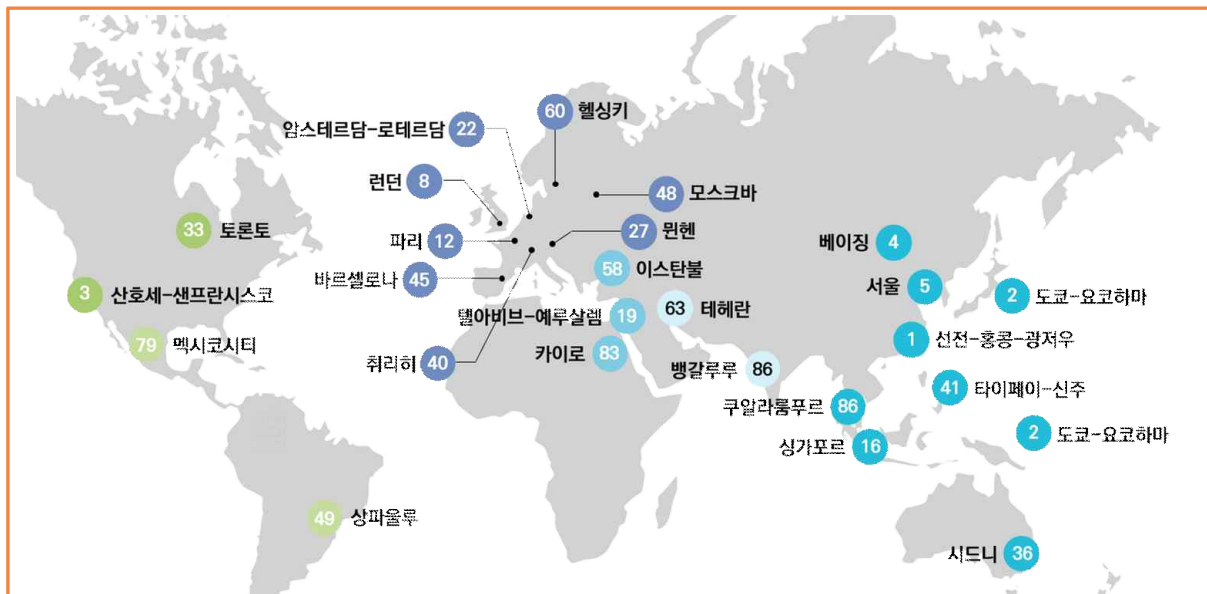 60 헬싱키
암스테르담-로테르담 22
런던 8
48 모스크바
33 토론토
파리 12
27 뮌헨
베이징 4
바르셀로나 45
58 이스탄불
서울 5
3 산호세-샌프란시스코
2 도쿄-요코하마
텔아비브-예루살렘 19
63 테헤란
79 멕시코시티
1 선전-홍콩-광저우
취리히 40
카이로 83
뱅갈루루 86
41 타이페이-신주
쿠알라룸푸르 86
2 도쿄-요코하마
싱가포르 16
49 상파울루
시드니 36